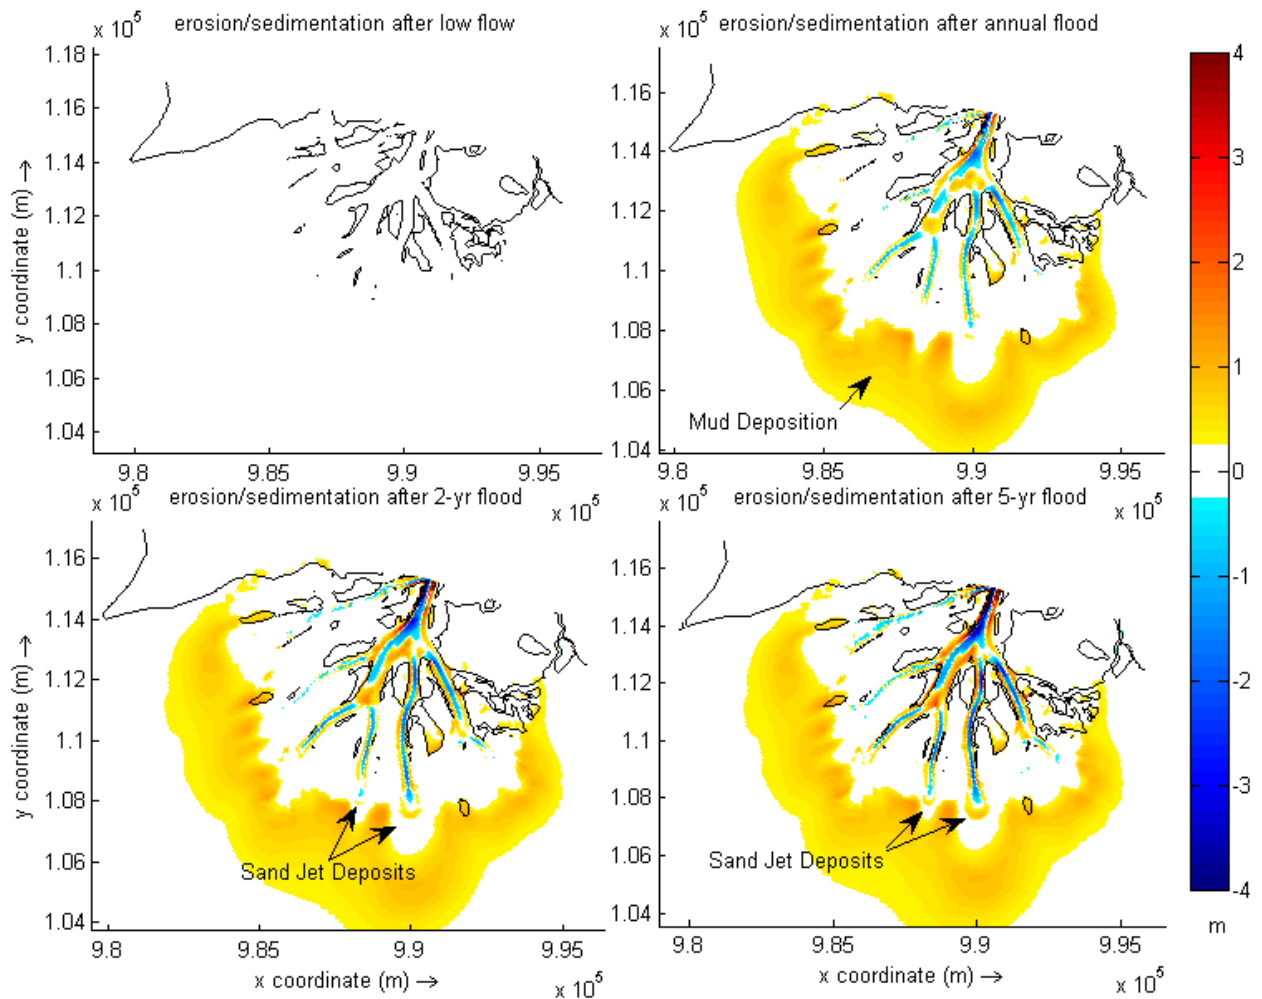 x 10^5 erosion/sedimentation after low flow
1.18
1.16
1.14
1.12
1.1
1.08
1.06
1.04
y coordinate (m) →
9.8 9.85 9.9 9.95
x 10^5
x 10^5 erosion/sedimentation after annual flood
1.16
1.14
1.12
1.1
1.08
1.06
1.04
Mud Deposition
9.8 9.85 9.9 9.95
x 10^5
4
3
2
1
0
-1
-2
-3
-4
m
x 10^5 erosion/sedimentation after 2-yr flood
1.16
1.14
1.12
1.1
1.08
1.06
1.04
y coordinate (m) →
Sand Jet Deposits
9.8 9.85 9.9 9.95
x coordinate (m) →
x 10^5
x 10^5 erosion/sedimentation after 5-yr flood
1.16
1.14
1.12
1.1
1.08
1.06
1.04
Sand Jet Deposits
9.8 9.85 9.9 9.95
x coordinate (m) →
x 10^5